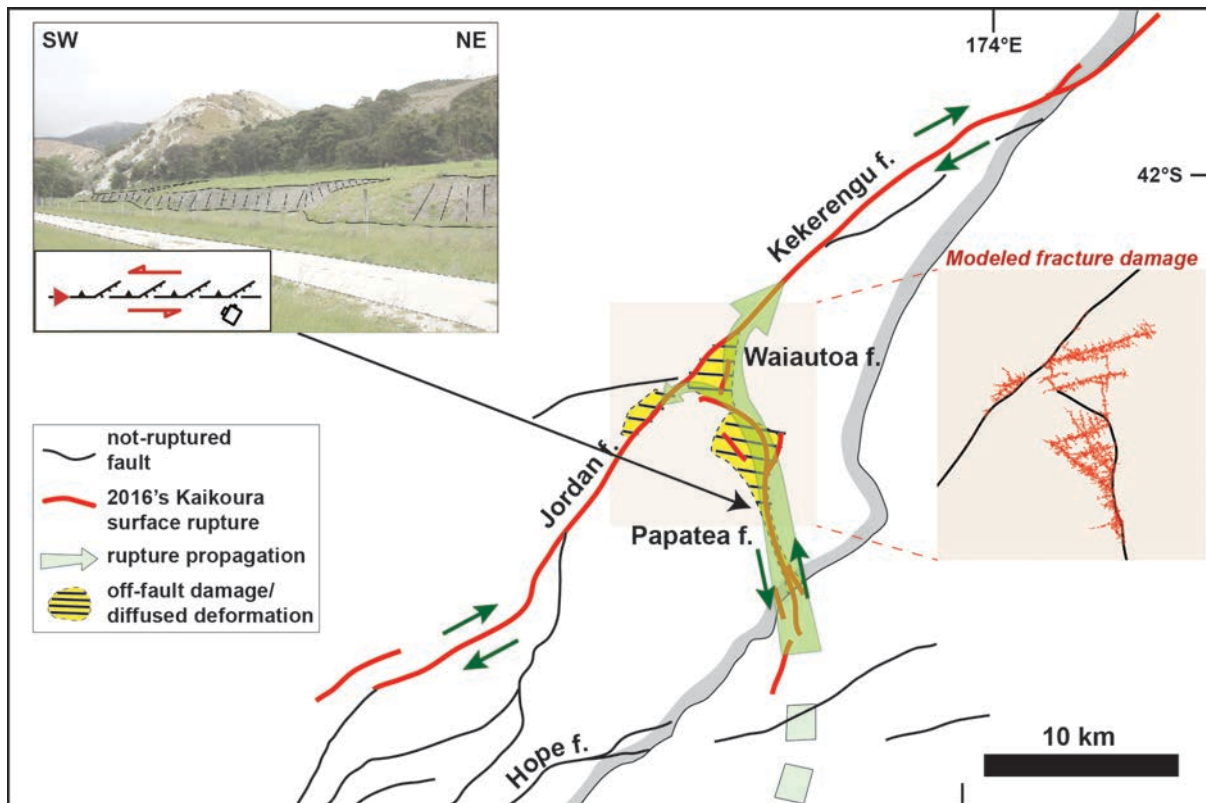 SW
NE
174°E
42°S
Kekerengu f.
Modeled fracture damage
Waiautoa f.
Jordan f.
Papatea f.
not-ruptured
fault
2016's Kaikoura
surface rupture
rupture propagation
off-fault damage/
diffused deformation
Hope f.
10 km